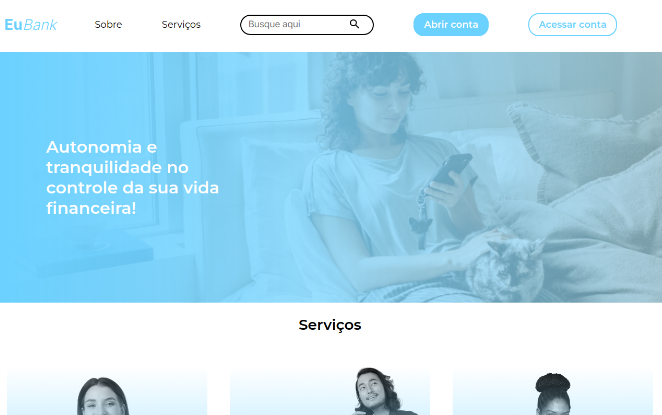 EuBank
Sobre
Serviços
Busque aqui
Abrir conta
Acessar conta
Autonomia e
tranquilidade no
controle da sua vida
financeira!
Serviços